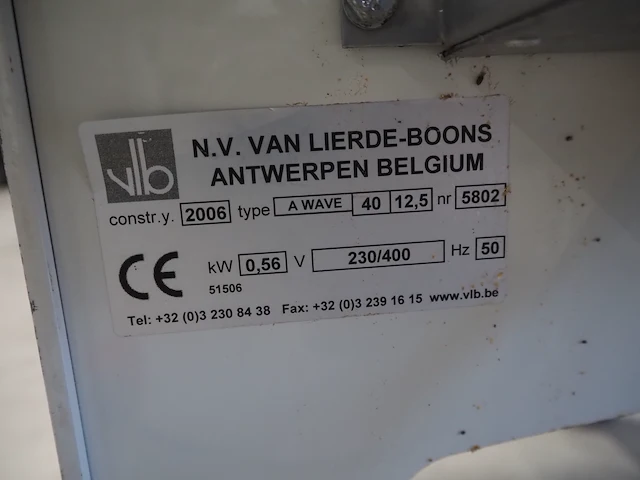 vlb N.V. VAN LIERDE-BOONS
ANTWERPEN BELGIUM
constr.y. 2006 type A WAVE 40 12,5 nr 5802
CE kW 0,56 V 230/400 Hz 50
51506
Tel: +32 (0)3 230 84 38 Fax: +32 (0)3 239 16 15 www.vlb.be